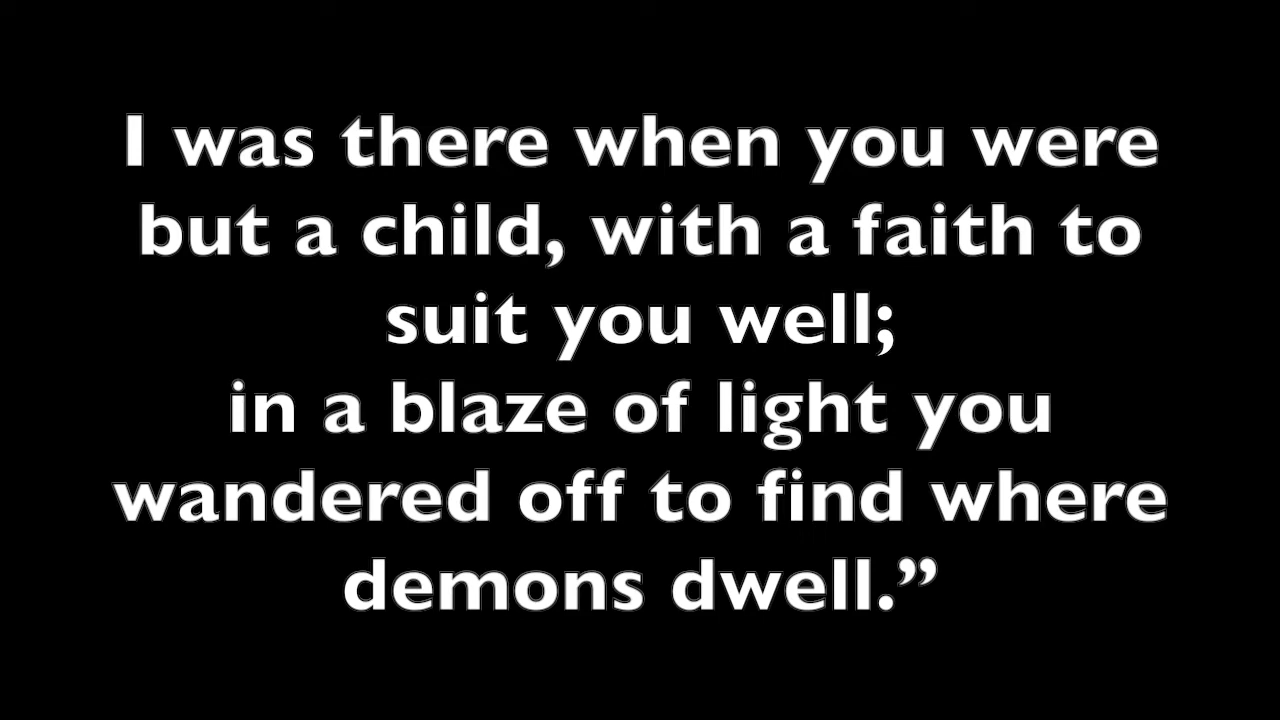 I was there when you were
but a child, with a faith to
suit you well;
in a blaze of light you
wandered off to find where
demons dwell.”